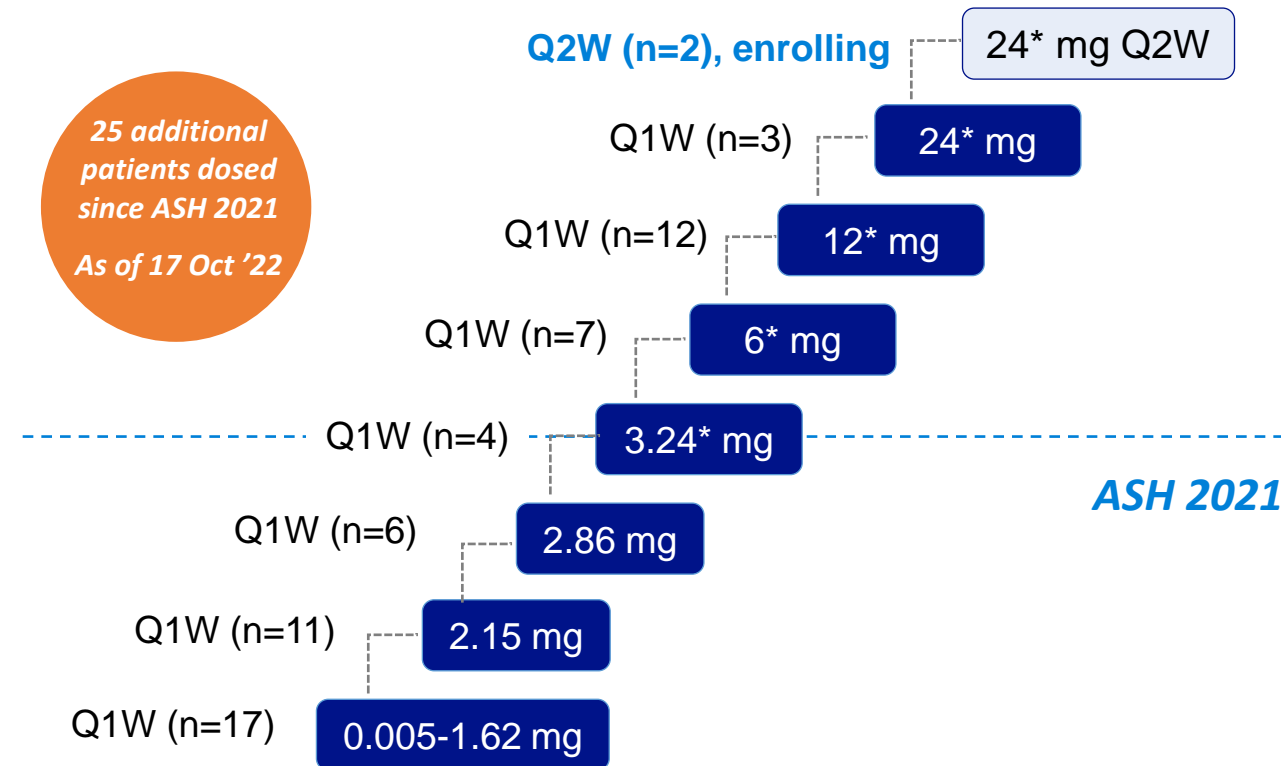 Q2W (n=2), enrolling
24* mg Q2W
25 additional
patients dosed
since ASH 2021
As of 17 Oct ’22
Q1W (n=3)
24* mg
Q1W (n=12)
12* mg
Q1W (n=7)
6* mg
Q1W (n=4)
3.24* mg
ASH 2021
Q1W (n=6)
2.86 mg
Q1W (n=11)
2.15 mg
Q1W (n=17)
0.005-1.62 mg